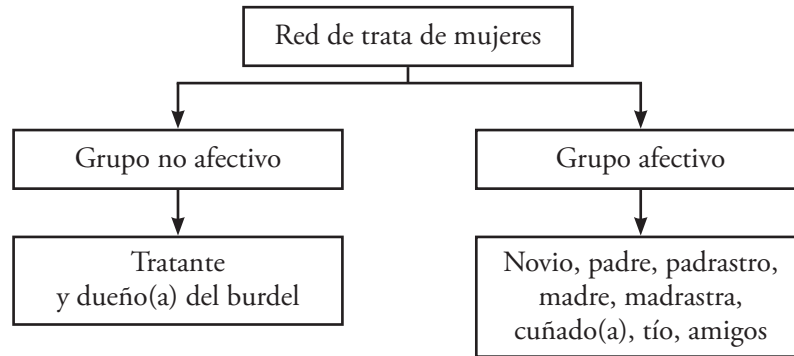 Red de trata de mujeres
Grupo no afectivo
Grupo afectivo
Tratante
y dueño(a) del burdel
Novio, padre, padrastro,
madre, madrastra,
cuñado(a), tío, amigos